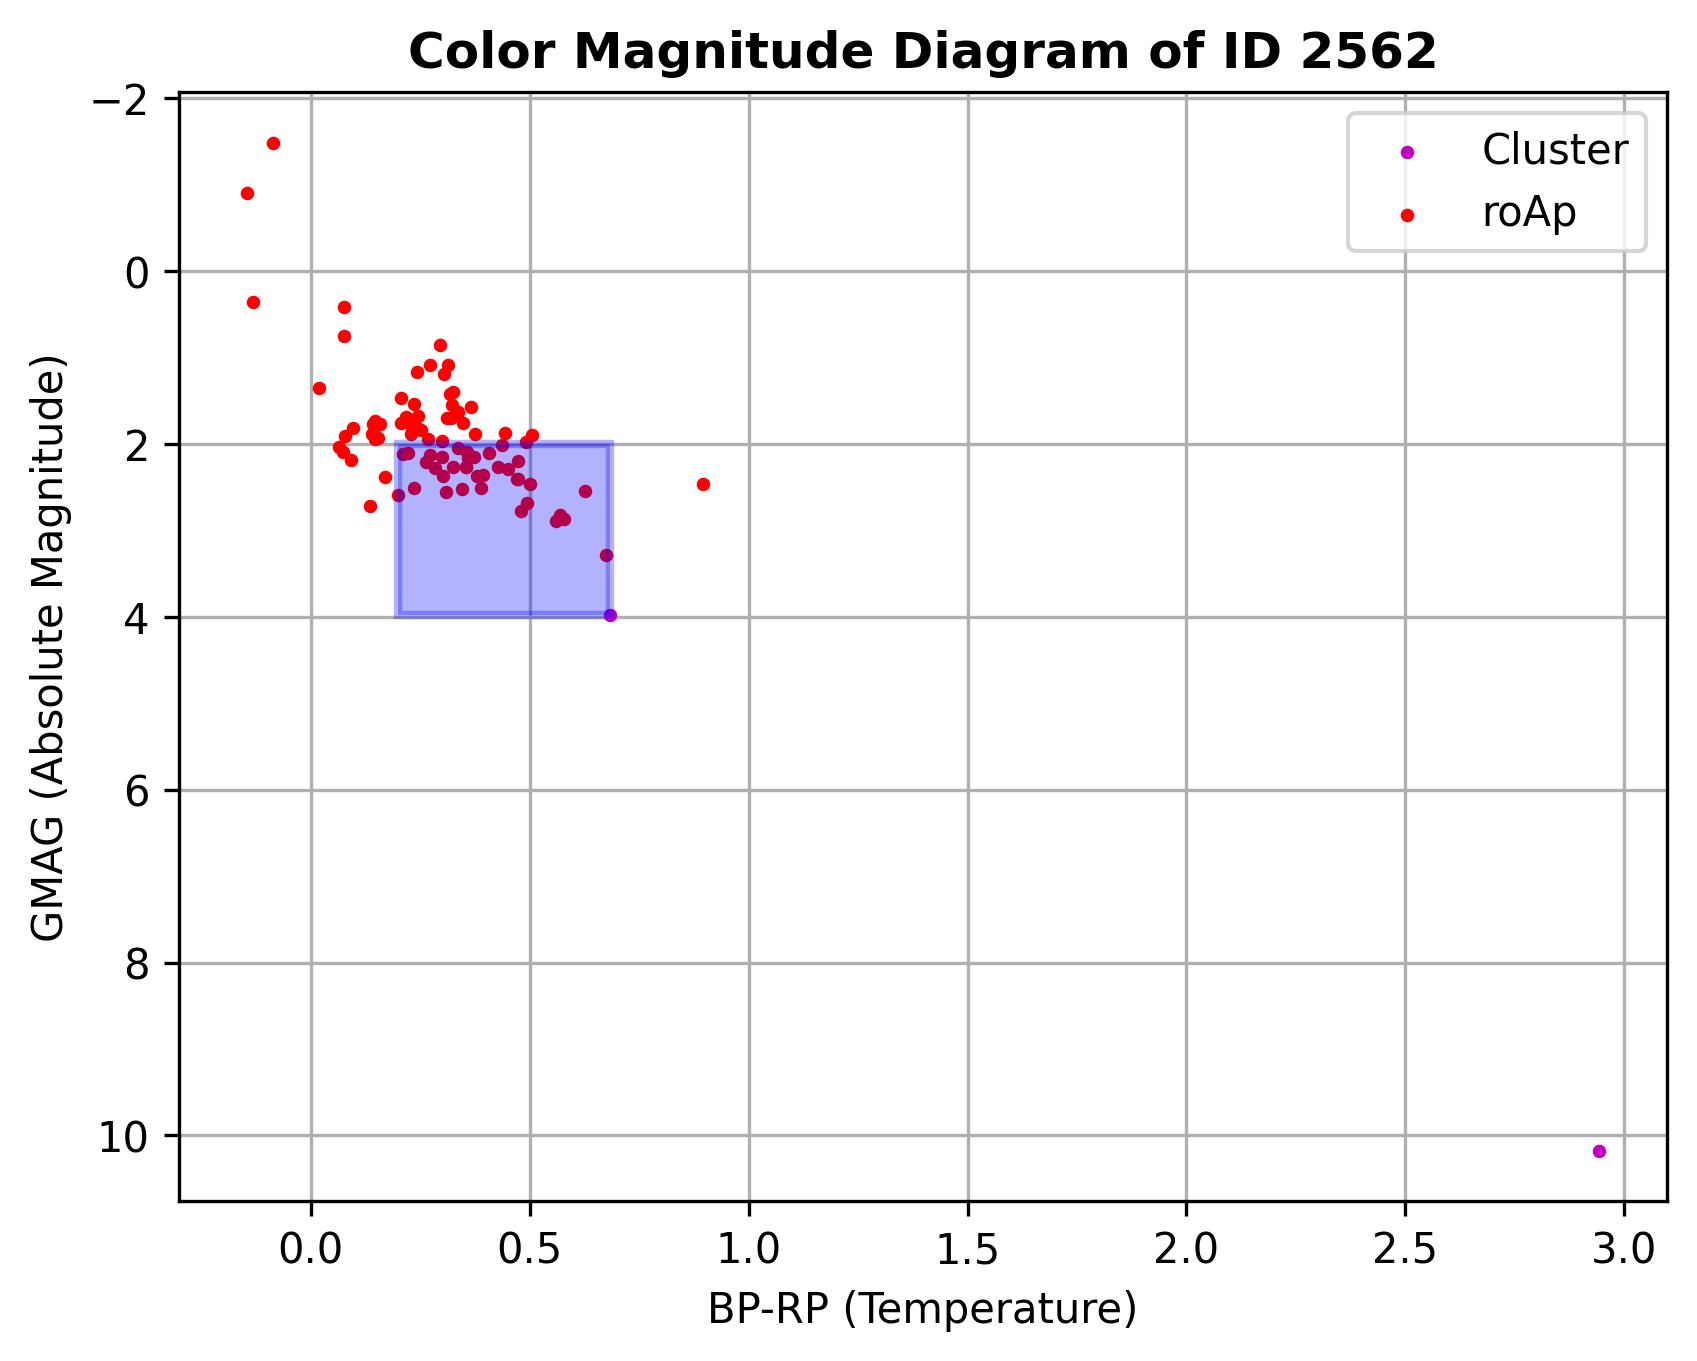 Color Magnitude Diagram of ID 2562
Cluster
roAp
−2
0
2
4
6
8
10
GMAG (Absolute Magnitude)
0.0 0.5 1.0 1.5 2.0 2.5 3.0
BP-RP (Temperature)